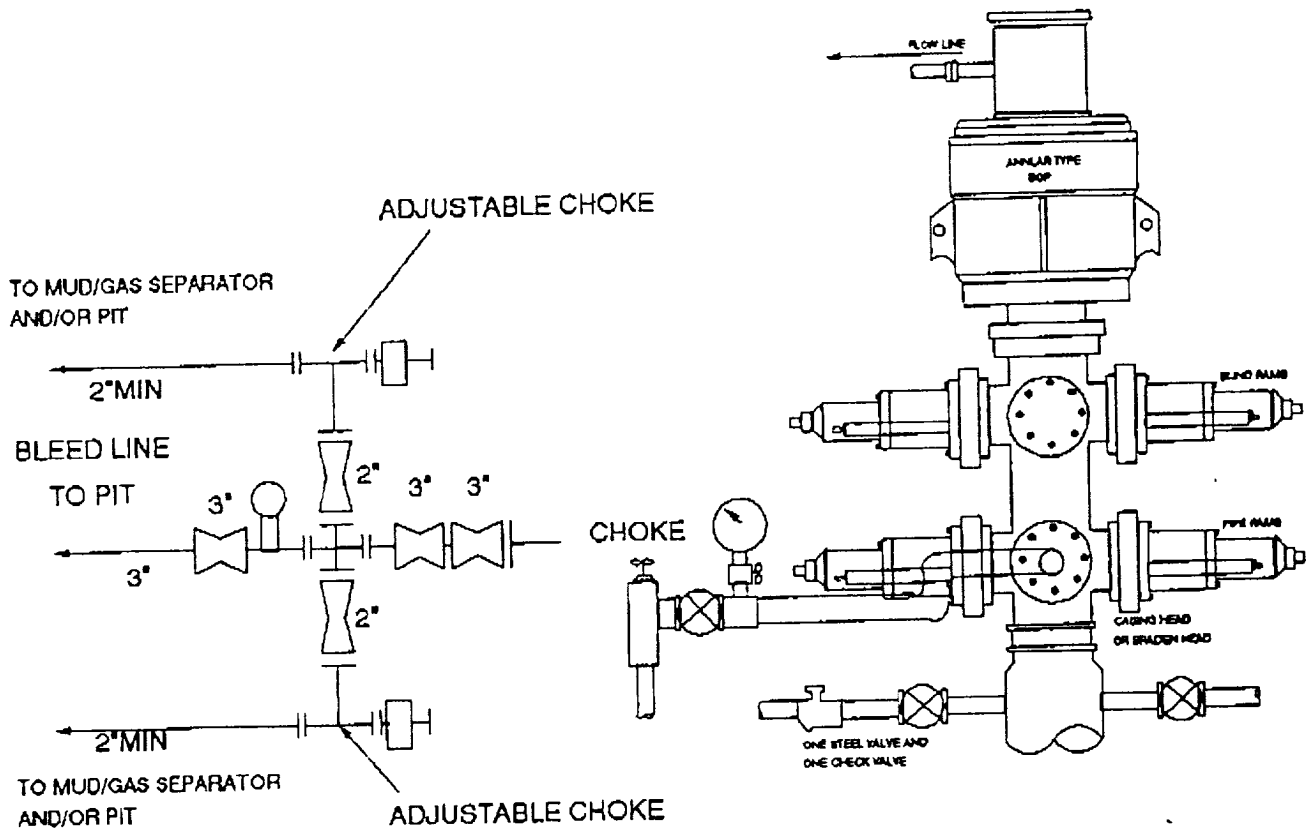 FLOW LINE
ANNLAR TYPE
BOP
ADJUSTABLE CHOKE
TO MUD/GAS SEPARATOR
AND/OR PIT
2"MIN
BLIND RAMS
BLEED LINE
TO PIT
2"
3"
3"
3"
3"
CHOKE
PIPE RAMS
2"
CASING HEAD
OR BRADEN HEAD
2"MIN
ONE STEEL VALVE AND
ONE CHECK VALVE
TO MUD/GAS SEPARATOR
AND/OR PIT
ADJUSTABLE CHOKE